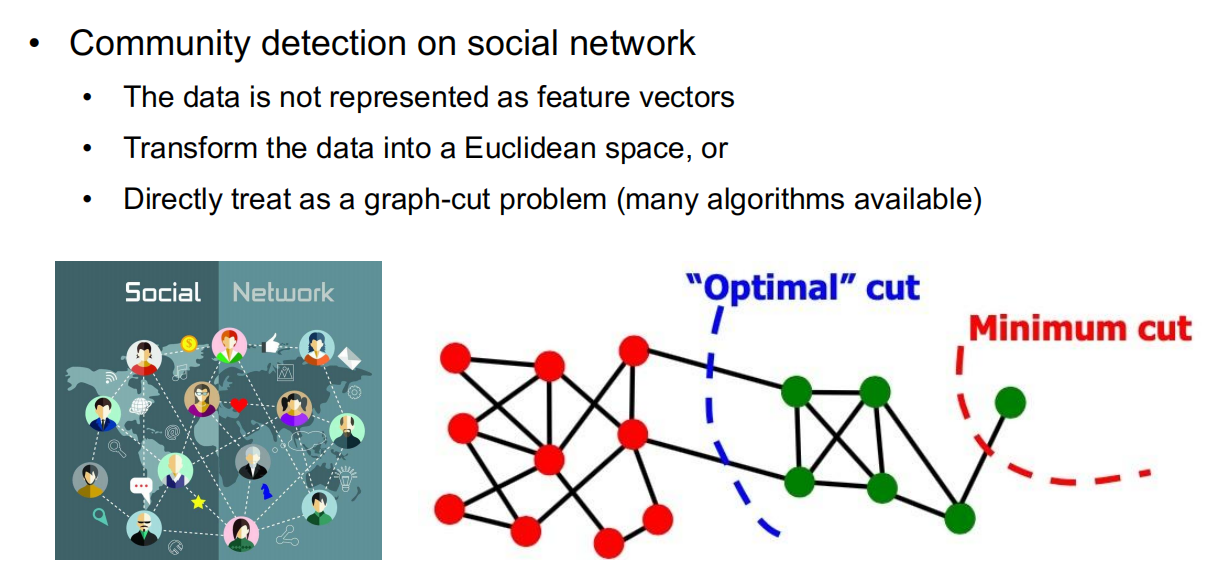 • Community detection on social network
• The data is not represented as feature vectors
• Transform the data into a Euclidean space, or
• Directly treat as a graph-cut problem (many algorithms available)
Social Network
"Optimal" cut
Minimum cut